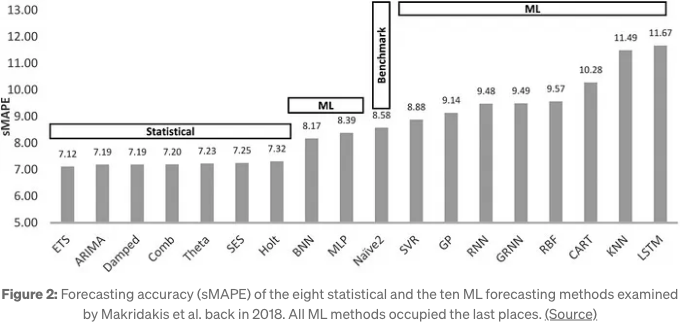 13.00
12.00
11.00
10.00
9.00
8.00
7.00
6.00
5.00
sMAPE
Statistical
ML
Benchmark
ML
7.12 7.19 7.19 7.20 7.23 7.25 7.32 8.17 8.39 8.58 8.88 9.14 9.48 9.49 9.57 10.28 11.49 11.67
ETS ARIMA Damped Comb Theta SES Holt BNN MLP Naïve2 SVR GP RNN GRNN RBF CART KNN LSTM
Figure 2: Forecasting accuracy (sMAPE) of the eight statistical and the ten ML forecasting methods examined
by Makridakis et al. back in 2018. All ML methods occupied the last places. (Source)